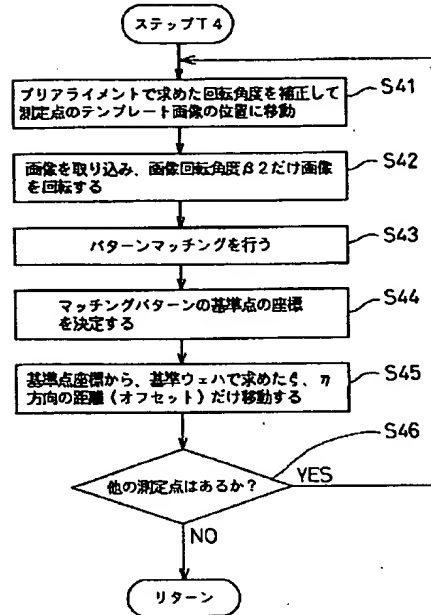 ステップT4
プリアライメントで求めた回転角度を補正して
測定点のテンプレート画像の位置に移動
S41
画像を取り込み、画像回転角度β2だけ画像
を回転する
S42
パターンマッチングを行う
S43
マッチングパターンの基準点の座標
を決定する
S44
基準点座標から、基準ウェハで求めたξ、η
方向の距離(オフセット)だけ移動する
S45
S46
他の測定点はあるか?
YES
NO
リターン